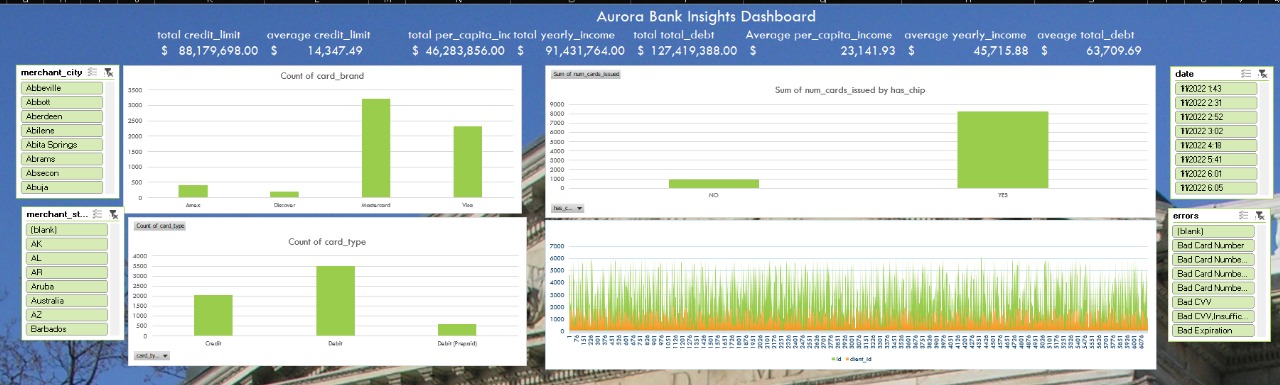 Aurora Bank Insights Dashboard
total credit_limit average credit_limit total per_capita_inc total yearly_income total total_debt Average per_capita_income average yearly_income aveage total_debt
$ 88,179,698.00 $ 14,347.49 $ 46,283,856.00 $ 91,431,764.00 $ 127,419,388.00 $ 23,141.93 $ 45,715.88 $ 63,709.69
merchant_city
Abbeville
Abbott
Aberdeen
Abilene
Abita Springs
Abrams
Absecon
Abuja
merchant_st...
(blank)
AK
AL
AR
Aruba
Australia
AZ
Barbados
Count of card_brand
3500
3000
2500
2000
1500
1000
500
0
Amex Discover Mastercard Visa
Count of card_type
Count of card_type
4000
3500
3000
2500
2000
1500
1000
500
0
Credit Debit Debit (Prepaid)
card_ty...
Sum of num_cards_issued
Sum of num_cards_issued by has_chip
9000
8000
7000
6000
5000
4000
3000
2000
1000
0
NO YES
has_c...
7000
6000
5000
4000
3000
2000
1000
0
id client_id
date
1/1/2022 1:43
1/1/2022 2:31
1/1/2022 2:52
1/1/2022 3:02
1/1/2022 4:18
1/1/2022 5:41
1/1/2022 6:01
1/1/2022 6:05
errors
(blank)
Bad Card Number
Bad Card Numbe...
Bad Card Numbe...
Bad Card Numbe...
Bad CVV
Bad CVV,Insuffic...
Bad Expiration